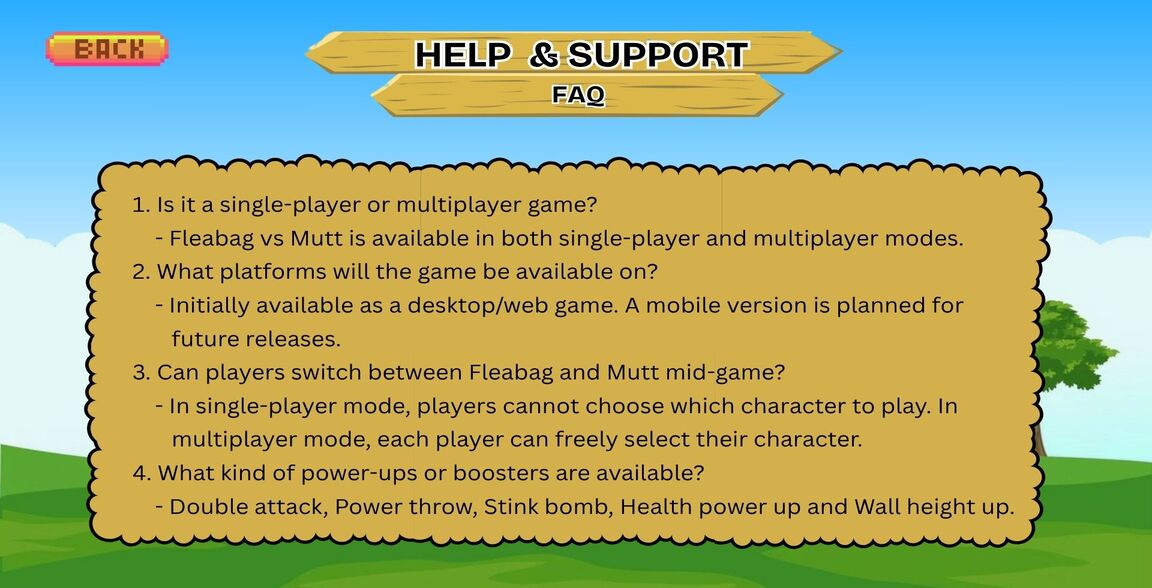 BACK
HELP & SUPPORT
FAQ
1. Is it a single-player or multiplayer game?
- Fleabag vs Mutt is available in both single-player and multiplayer modes.
2. What platforms will the game be available on?
- Initially available as a desktop/web game. A mobile version is planned for
future releases.
3. Can players switch between Fleabag and Mutt mid-game?
- In single-player mode, players cannot choose which character to play. In
multiplayer mode, each player can freely select their character.
4. What kind of power-ups or boosters are available?
- Double attack, Power throw, Stink bomb, Health power up and Wall height up.